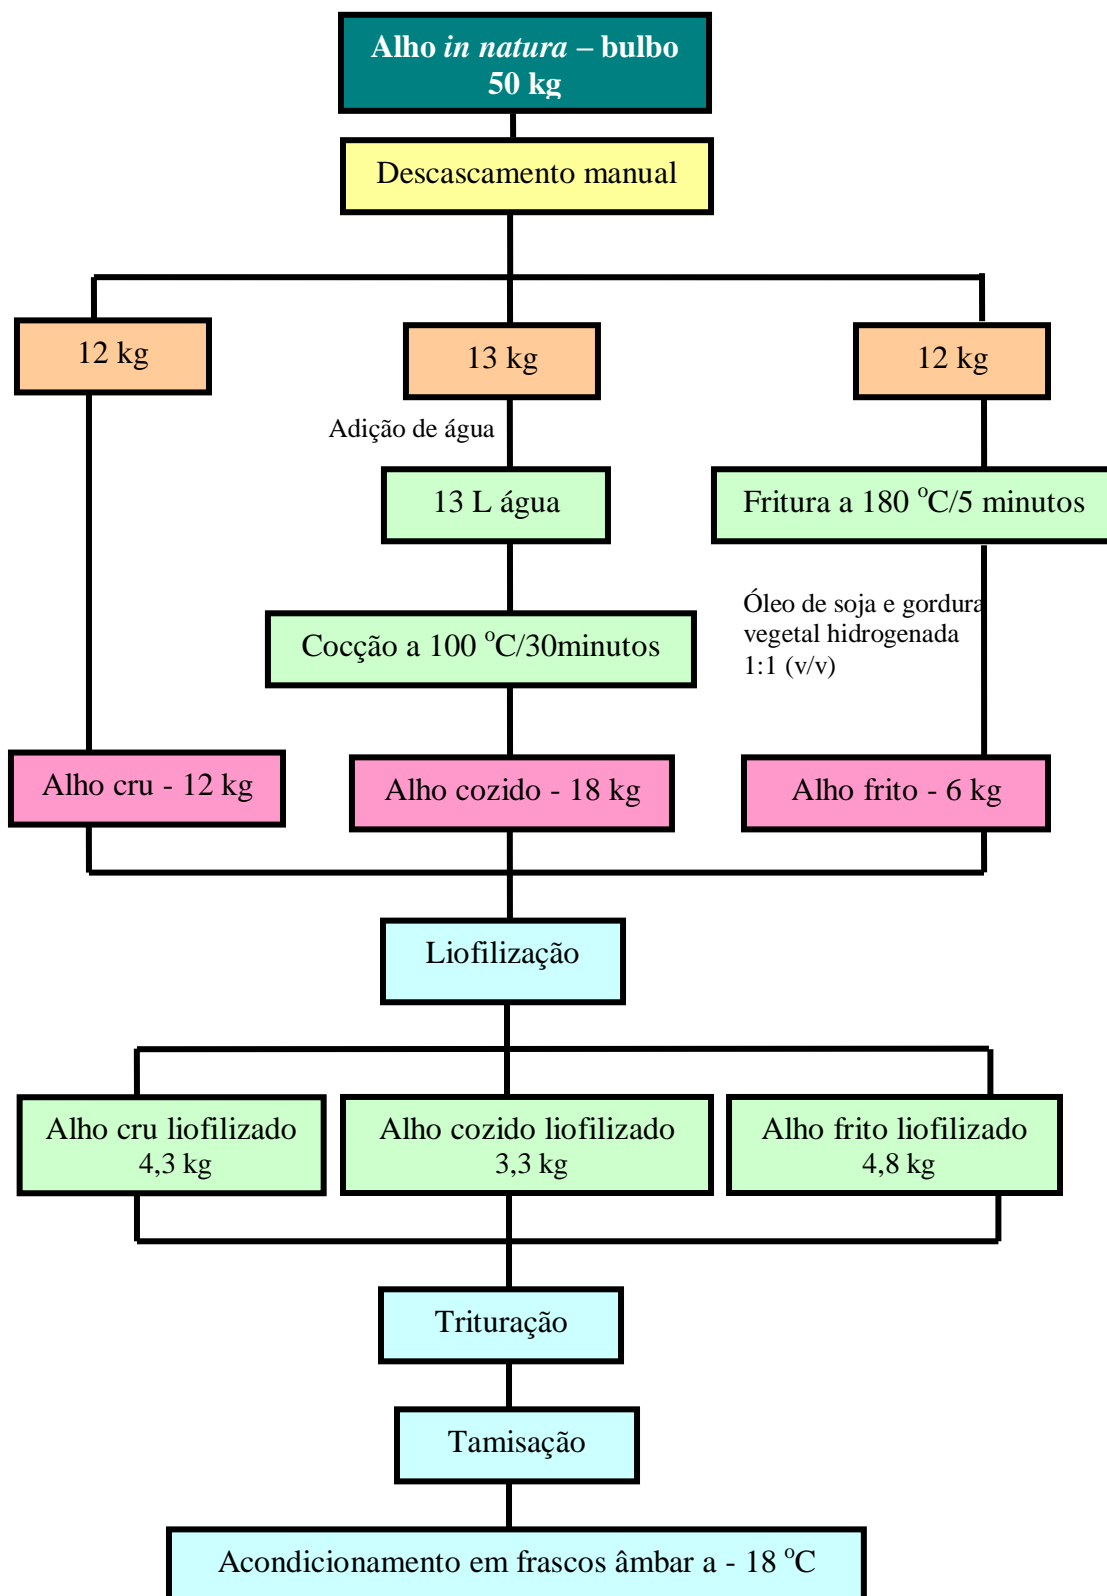 Alho in natura – bulbo
50 kg
Descascamento manual
12 kg
13 kg
12 kg
Adição de água
13 L água
Fritura a 180 °C/5 minutos
Óleo de soja e gordura
vegetal hidrogenada
1:1 (v/v)
Cocção a 100 °C/30minutos
Alho cru - 12 kg
Alho cozido - 18 kg
Alho frito - 6 kg
Liofilização
Alho cru liofilizado
4,3 kg
Alho cozido liofilizado
3,3 kg
Alho frito liofilizado
4,8 kg
Trituração
Tamisação
Acondicionamento em frascos âmbar a - 18 °C